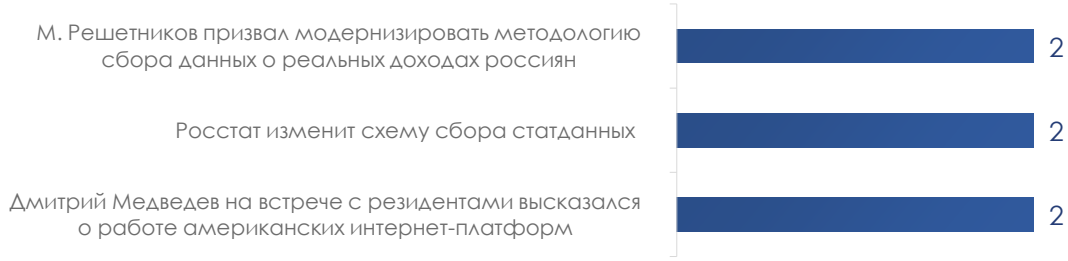 М. Решетников призвал модернизировать методологию
сбора данных о реальных доходах россиян
2
Росстат изменит схему сбора статданных
2
Дмитрий Медведев на встрече с резидентами высказался
о работе американских интернет-платформ
2